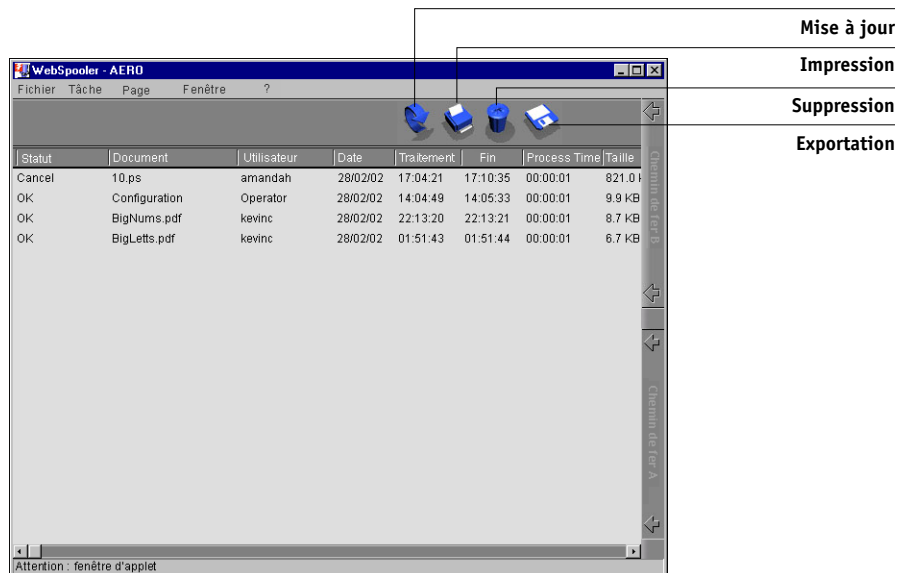 Mise à jour
Impression
Suppression
Exportation
WebSpooler - AERO
Fichier Tâche Page Fenêtre ?
Statut Document Utilisateur Date Traitement Fin Process Time Taille
Cancel 10.ps amandah 28/02/02 17:04:21 17:10:35 00:00:01 821.0
OK Configuration Operator 28/02/02 14:04:49 14:05:33 00:00:01 9.9 KB
OK BigNums.pdf kevinc 28/02/02 22:13:20 22:13:21 00:00:01 8.7 KB
OK BigLetts.pdf kevinc 28/02/02 01:51:43 01:51:44 00:00:01 6.7 KB
Chemin de fer B
Chemin de fer A
Attention : fenêtre d'applet